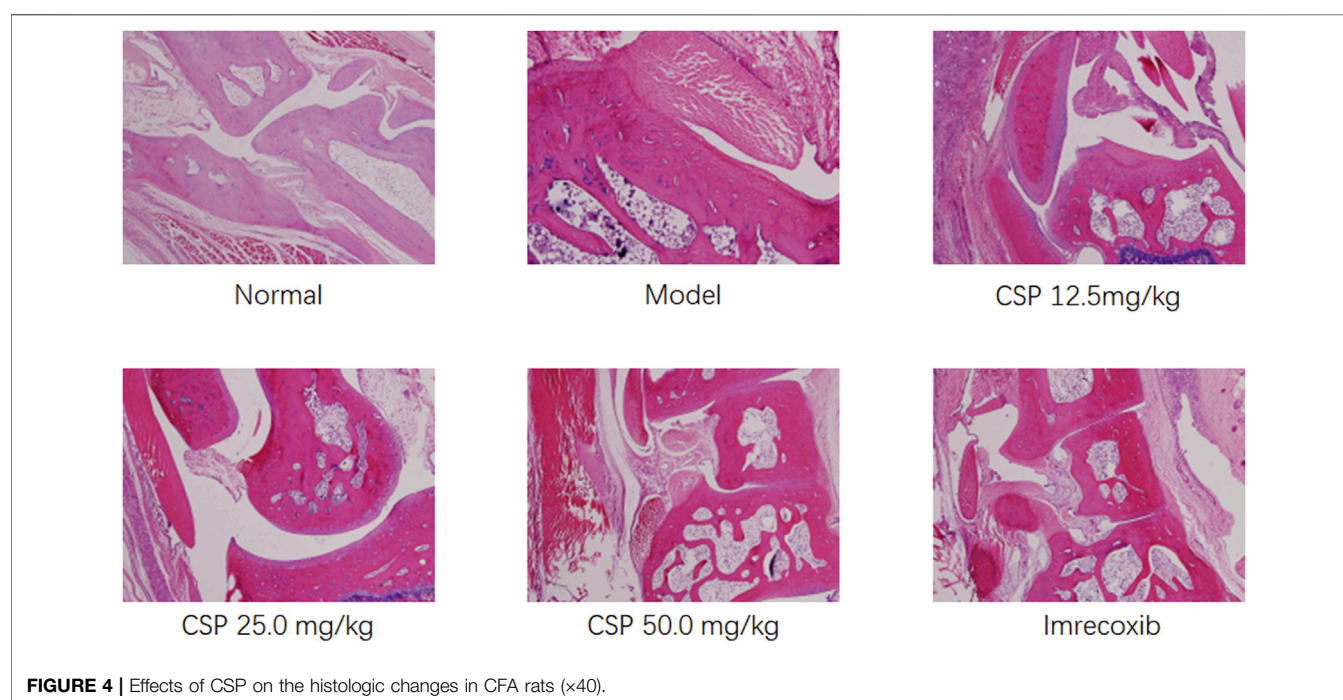 Normal
Model
CSP 12.5mg/kg
CSP 25.0 mg/kg
CSP 50.0 mg/kg
Imrecoxib
FIGURE 4 | Effects of CSP on the histologic changes in CFA rats (×40).